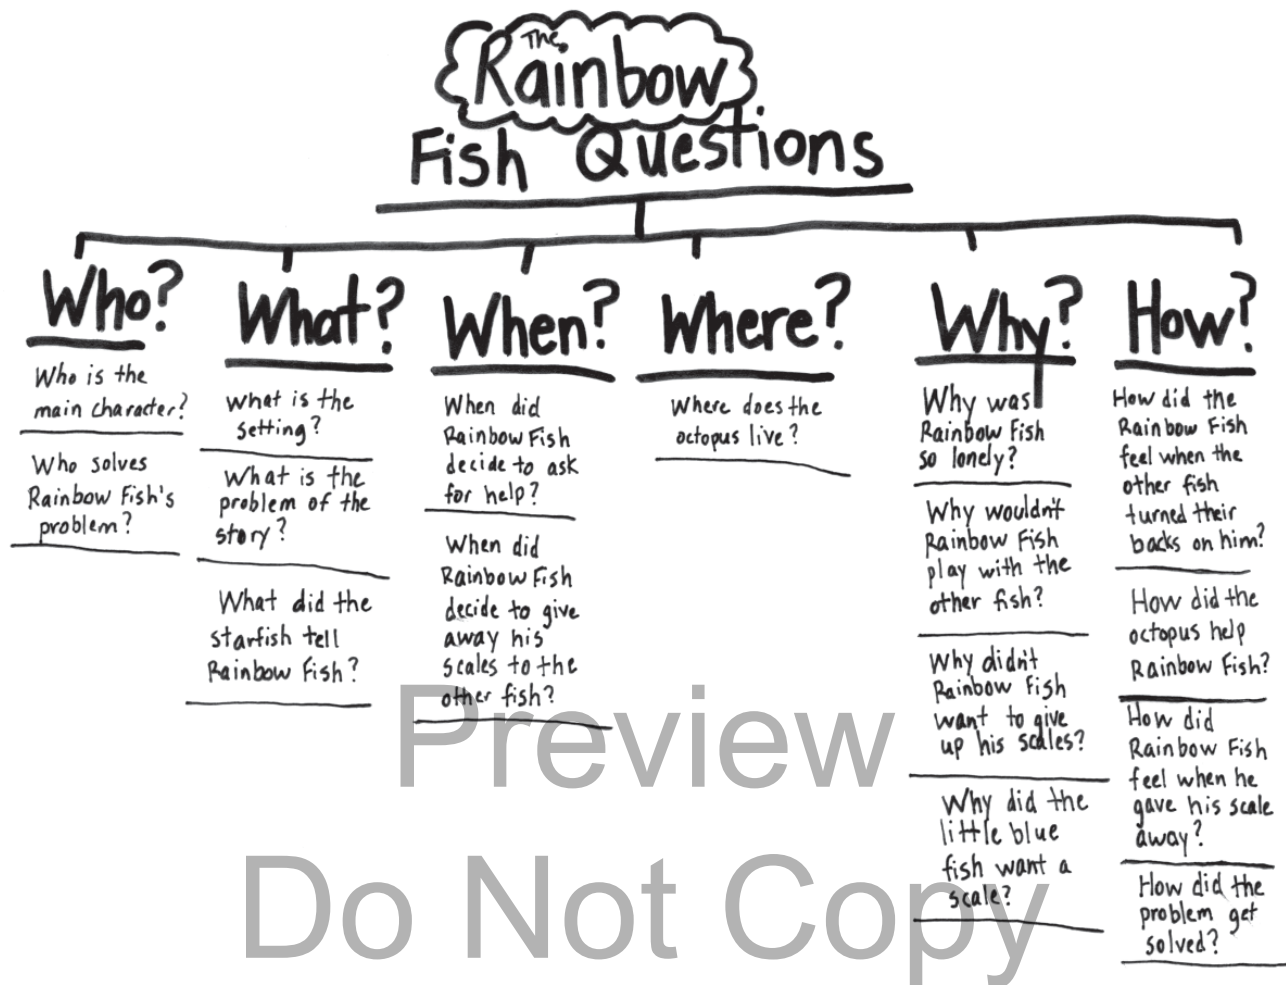 The
Rainbow
Fish Questions
Who?
Who is the
main character?
Who solves
Rainbow Fish's
problem?
What?
What is the
setting?
What is the
problem of the
story?
What did the
starfish tell
Rainbow Fish?
When?
When did
Rainbow Fish
decide to ask
for help?
When did
Rainbow Fish
decide to give
away his
scales to the
other fish?
Where?
Where does the
octopus live?
Why?
Why was
Rainbow Fish
so lonely?
Why wouldn't
Rainbow Fish
play with the
other fish?
Why didn't
Rainbow Fish
want to give
up his scales?
Why did the
little blue
fish want a
scale?
How?
How did the
Rainbow Fish
feel when the
other fish
turned their
backs on him?
How did the
octopus help
Rainbow Fish?
How did
Rainbow Fish
feel when he
gave his scale
away?
How did the
problem get
solved?
Preview
Do Not Copy